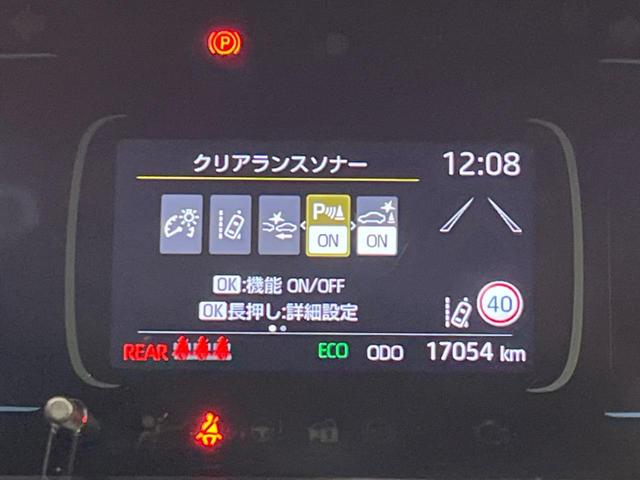 P
クリアランスソナー 12:08
P
ON ON
OK:機能 ON/OFF
OK長押し:詳細設定
40
REAR ECO ODO 17054 km